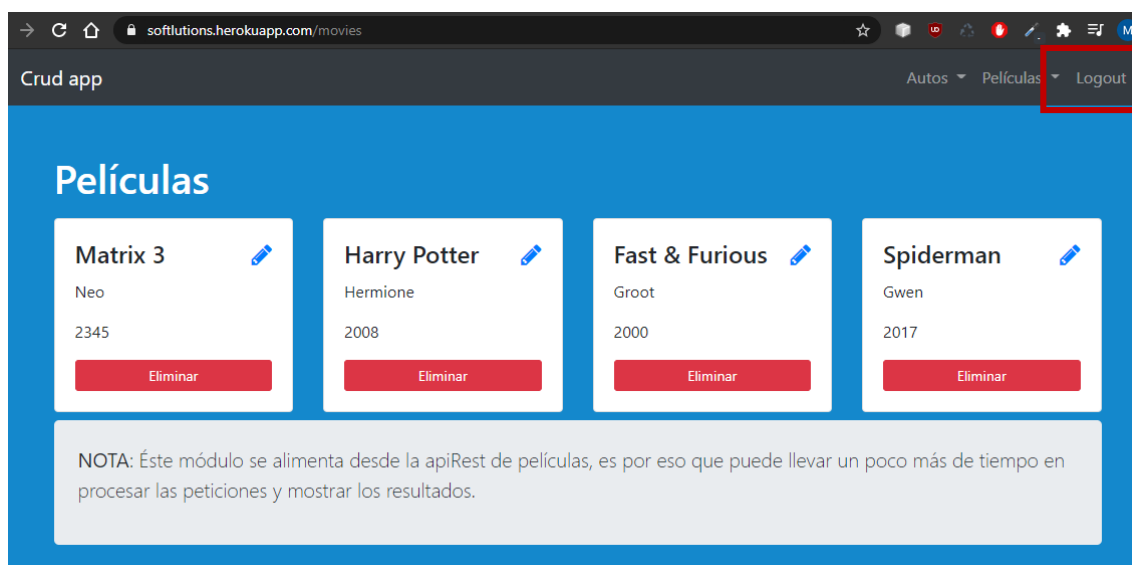 softlutions.herokuapp.com/movies
M
Crud app
Autos Películas Logout
Películas
Matrix 3
Neo
2345
Eliminar
Harry Potter
Hermione
2008
Eliminar
Fast & Furious
Groot
2000
Eliminar
Spiderman
Gwen
2017
Eliminar
NOTA: Éste módulo se alimenta desde la apiRest de películas, es por eso que puede llevar un poco más de tiempo en
procesar las peticiones y mostrar los resultados.